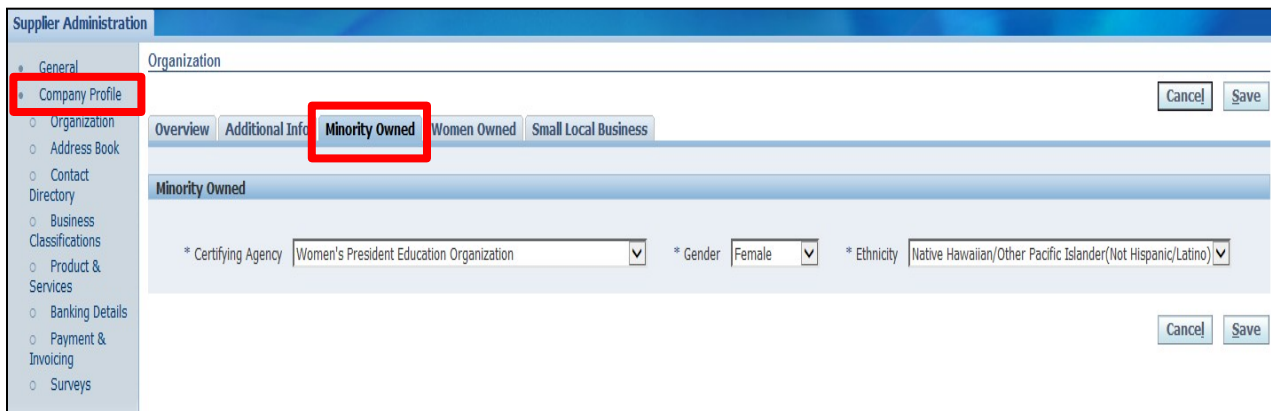 Supplier Administration
General
Company Profile
Organization
Address Book
Contact
Directory
Business
Classifications
Product &
Services
Banking Details
Payment &
Invoicing
Surveys
Organization
Cancel Save
Overview Additional Info Minority Owned Women Owned Small Local Business
Minority Owned
* Certifying Agency Women's President Education Organization * Gender Female * Ethnicity Native Hawaiian/Other Pacific Islander(Not Hispanic/Latino)
Cancel Save